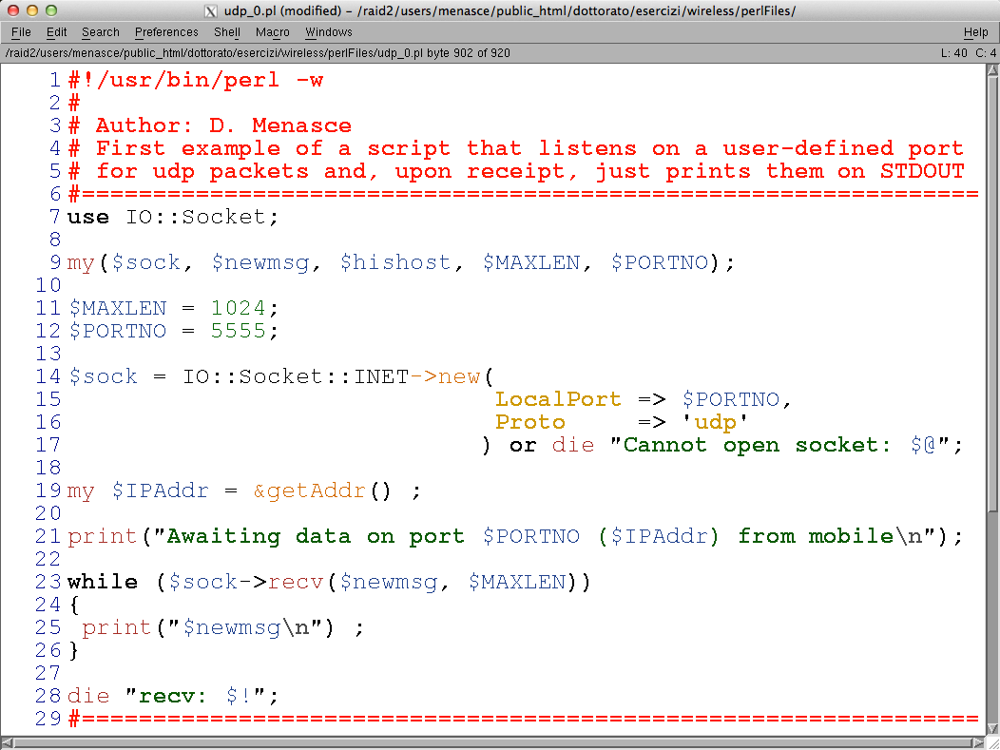 udp_0.pl (modified) – /raid2/users/menasce/public_html/dottorato/esercizi/wireless/perlFiles/
File Edit Search Preferences Shell Macro Windows Help
/raid2/users/menasce/public_html/dottorato/esercizi/wireless/perlFiles/udp_0.pl byte 902 of 920 L: 40 C: 4
1 #!/usr/bin/perl -w
2 #
3 # Author: D. Menasce
4 # First example of a script that listens on a user-defined port
5 # for udp packets and, upon receipt, just prints them on STDOUT
6 #================================================================
7 use IO::Socket;
8
9 my($sock, $newmsg, $hishost, $MAXLEN, $PORTNO);
10
11 $MAXLEN = 1024;
12 $PORTNO = 5555;
13
14 $sock = IO::Socket::INET->new(
15                               LocalPort => $PORTNO,
16                               Proto     => 'udp'
17                              ) or die "Cannot open socket: $@";
18
19 my $IPAddr = &getAddr() ;
20
21 print("Awaiting data on port $PORTNO ($IPAddr) from mobile\n");
22
23 while ($sock->recv($newmsg, $MAXLEN))
24 {
25  print("$newmsg\n") ;
26 }
27
28 die "recv: $!";
29 #================================================================